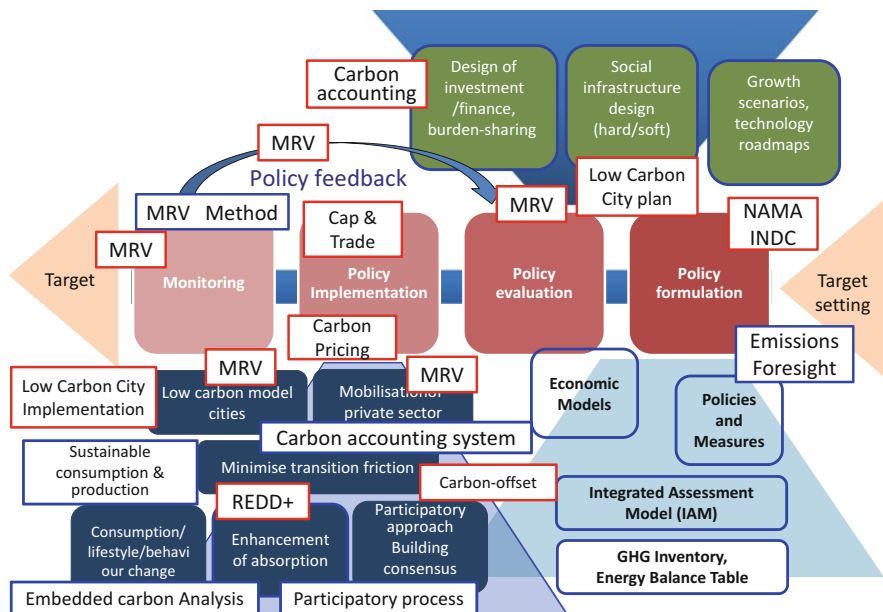 Carbon
accounting
Design of
investment
/finance,
burden-sharing
Social
infrastructure
design
(hard/soft)
Growth
scenarios,
technology
roadmaps
MRV
Policy feedback
MRV Method
MRV
Cap &
Trade
MRV
Low Carbon
City plan
NAMA
INDC
Target
Monitoring
Policy
Implementation
Policy
evaluation
Policy
formulation
Target
setting
Carbon
Pricing
MRV
MRV
Emissions
Foresight
Low Carbon City
Implementation
Low carbon model
cities
Mobilisation of
private sector
Economic
Models
Policies
and
Measures
Carbon accounting system
Sustainable
consumption &
production
Minimise transition friction
Carbon-offset
REDD+
Integrated Assessment
Model (IAM)
Consumption/
lifestyle/behavi
our change
Enhancement
of absorption
Participatory
approach
Building
consensus
GHG Inventory,
Energy Balance Table
Embedded carbon Analysis
Participatory process